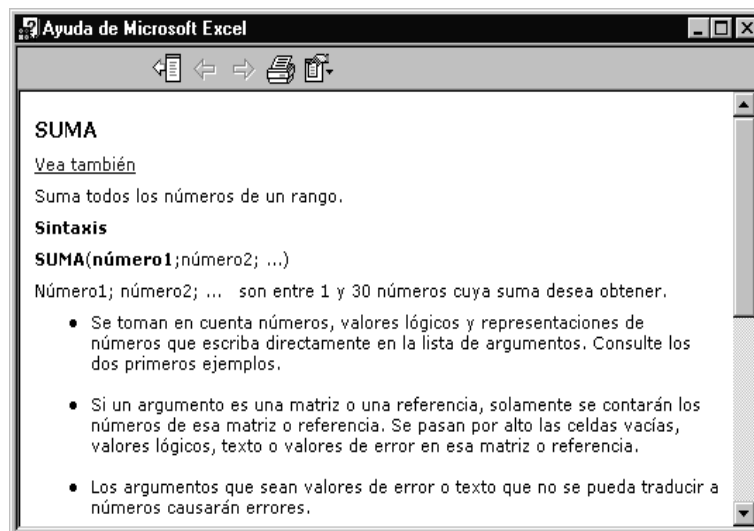 Ayuda de Microsoft Excel
SUMA
Vea también
Suma todos los números de un rango.
Sintaxis
SUMA(número1;número2; ...)
Número1; número2; ... son entre 1 y 30 números cuya suma desea obtener.
• Se toman en cuenta números, valores lógicos y representaciones de
números que escriba directamente en la lista de argumentos. Consulte los
dos primeros ejemplos.
• Si un argumento es una matriz o una referencia, solamente se contarán los
números de esa matriz o referencia. Se pasan por alto las celdas vacías,
valores lógicos, texto o valores de error en esa matriz o referencia.
• Los argumentos que sean valores de error o texto que no se pueda traducir a
números causarán errores.